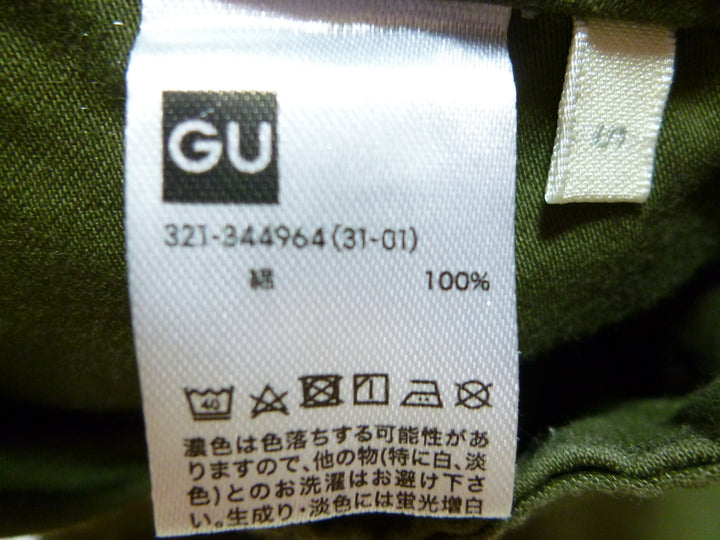 GU
S
321-344964(31-01)
綿 100%
40
濃色は色落ちする可能性があ
りますので、他の物(特に白、淡
色)とのお洗濯はお避け下さ
い。生成り・淡色には蛍光増白